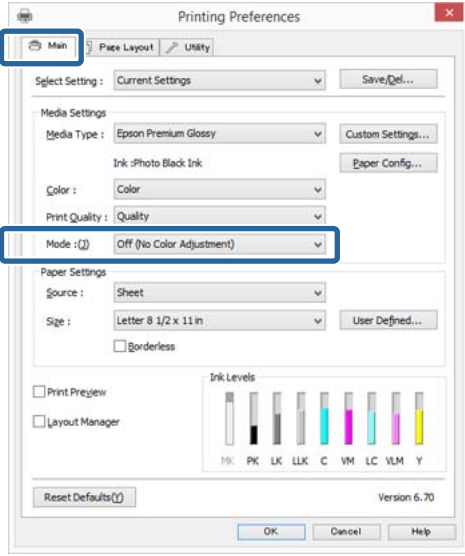 Printing Preferences
Main Page Layout Utility
Select Setting : Current Settings Save/Del...
Media Settings
Media Type : Epson Premium Glossy Custom Settings...
Ink :Photo Black Ink Paper Config...
Color : Color
Print Quality : Quality
Mode :(J) Off (No Color Adjustment)
Paper Settings
Source : Sheet
Size : Letter 8 1/2 x 11 in User Defined...
Borderless
Ink Levels
Print Preview
Layout Manager
MK PK LK LLK C VM LC VLM Y
Reset Defaults(Y) Version 6.70
OK Cancel Help